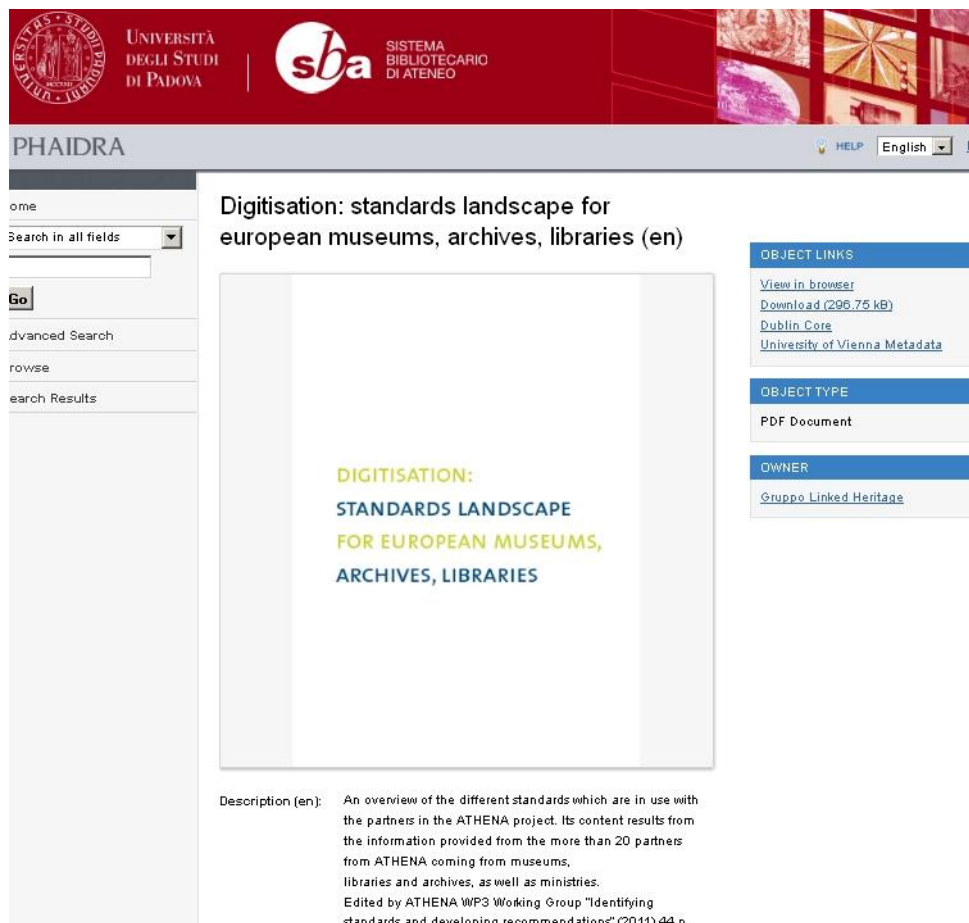 UNIVERSITÀ
DEGLI STUDI
DI PADOVA
sba
SISTEMA
BIBLIOTECARIO
DI ATENEO
PHAIDRA
HELP
English
ome
Search in all fields
Go
dvanced Search
rowse
earch Results
Digitisation: standards landscape for
european museums, archives, libraries (en)
DIGITISATION:
STANDARDS LANDSCAPE
FOR EUROPEAN MUSEUMS,
ARCHIVES, LIBRARIES
OBJECT LINKS
View in browser
Download (296.75 kB)
Dublin Core
University of Vienna Metadata
OBJECT TYPE
PDF Document
OWNER
Gruppo Linked Heritage
Description (en): An overview of the different standards which are in use with
the partners in the ATHENA project. Its content results from
the information provided from the more than 20 partners
from ATHENA coming from museums,
libraries and archives, as well as ministries.
Edited by ATHENA WP3 Working Group "Identifying
standards and developing recommendations" (2011) 44 p.